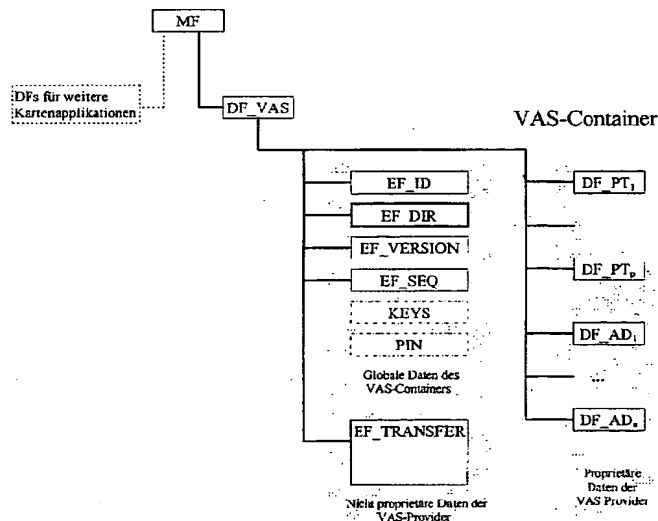 MF
DFs für weitere
Kartenapplikationen
DF_VAS
VAS-Container
EF_ID
EF_DIR
EF_VERSION
EF_SEQ
KEYS
PIN
Globale Daten des
VAS-Containers
EF_TRANSFER
Nicht proprietäre Daten der
VAS-Provider
DF_PT₁
DF_PTₚ
DF_AD₁
...
DF_ADₐ
Proprietäre
Daten der
VAS Provider